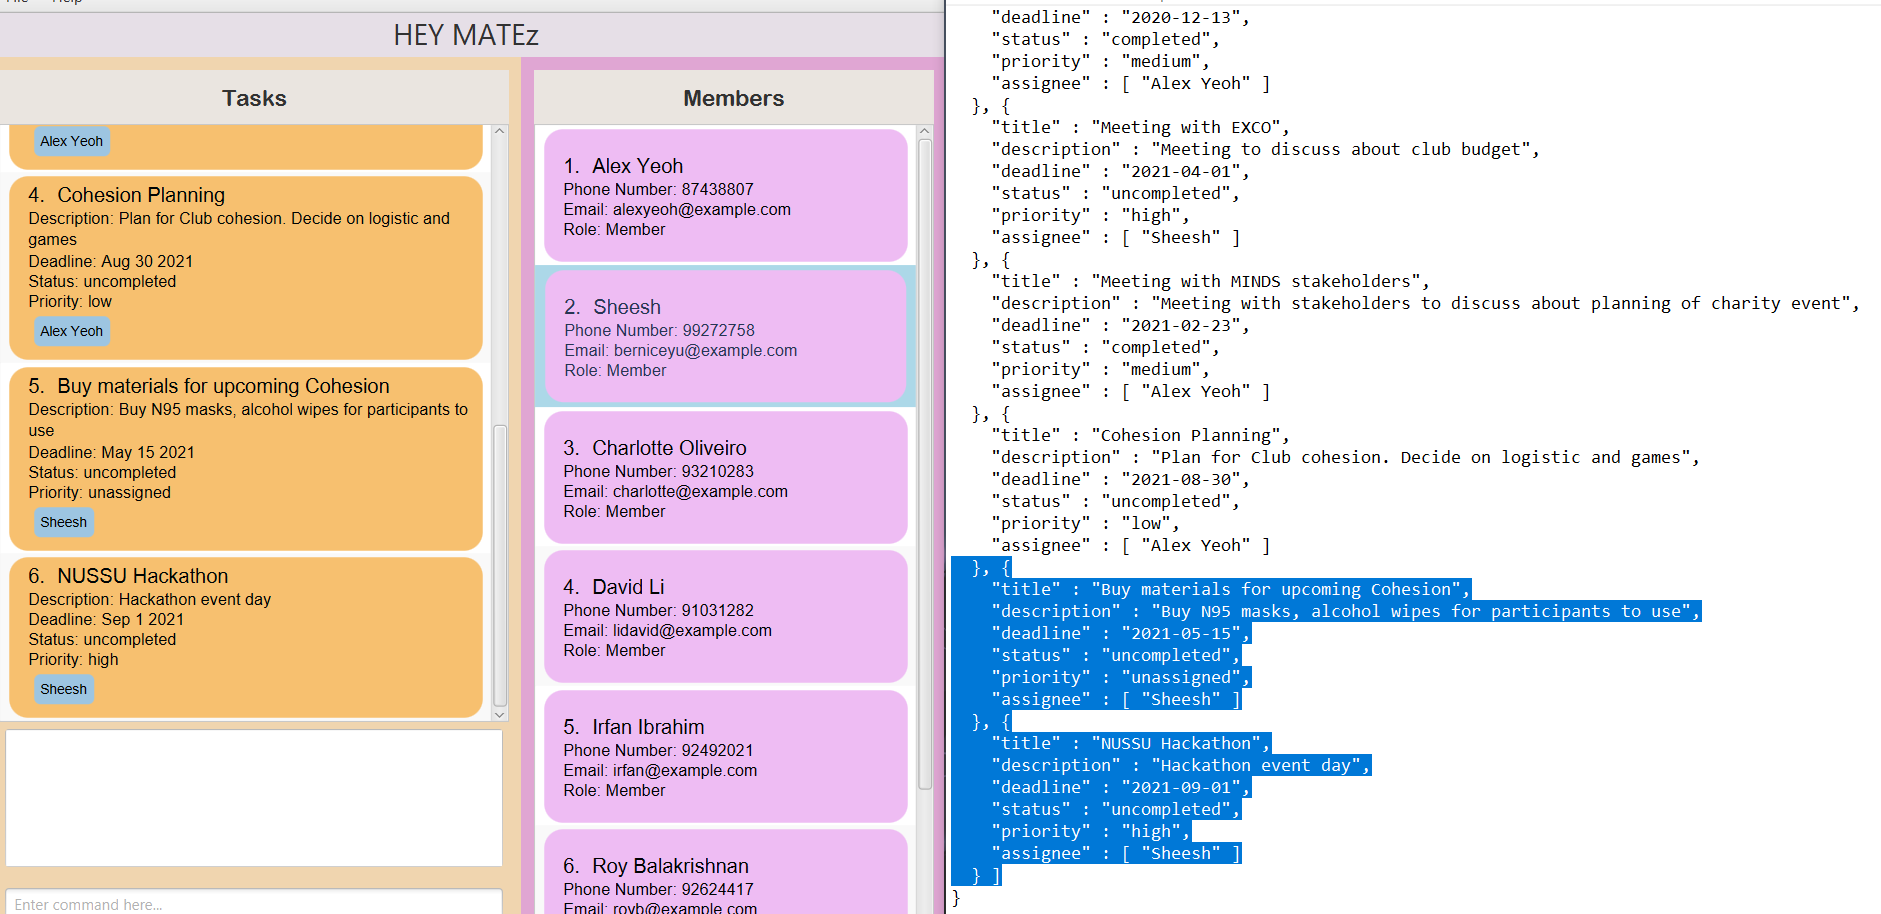 File Help
HEY MATEz
Tasks
Alex Yeoh
4. Cohesion Planning
Description: Plan for Club cohesion. Decide on logistic and
games
Deadline: Aug 30 2021
Status: uncompleted
Priority: low
Alex Yeoh
5. Buy materials for upcoming Cohesion
Description: Buy N95 masks, alcohol wipes for participants to
use
Deadline: May 15 2021
Status: uncompleted
Priority: unassigned
Sheesh
6. NUSSU Hackathon
Description: Hackathon event day
Deadline: Sep 1 2021
Status: uncompleted
Priority: high
Sheesh
Enter command here...
Members
1. Alex Yeoh
Phone Number: 87438807
Email: alexyeoh@example.com
Role: Member
2. Sheesh
Phone Number: 99272758
Email: berniceyu@example.com
Role: Member
3. Charlotte Oliveiro
Phone Number: 93210283
Email: charlotte@example.com
Role: Member
4. David Li
Phone Number: 91031282
Email: lidavid@example.com
Role: Member
5. Irfan Ibrahim
Phone Number: 92492021
Email: irfan@example.com
Role: Member
6. Roy Balakrishnan
Phone Number: 92624417
Email: royb@example.com
"deadline" : "2020-12-13",
"status" : "completed",
"priority" : "medium",
"assignee" : [ "Alex Yeoh" ]
}, {
"title" : "Meeting with EXCO",
"description" : "Meeting to discuss about club budget",
"deadline" : "2021-04-01",
"status" : "uncompleted",
"priority" : "high",
"assignee" : [ "Sheesh" ]
}, {
"title" : "Meeting with MINDS stakeholders",
"description" : "Meeting with stakeholders to discuss about planning of charity event",
"deadline" : "2021-02-23",
"status" : "completed",
"priority" : "medium",
"assignee" : [ "Alex Yeoh" ]
}, {
"title" : "Cohesion Planning",
"description" : "Plan for Club cohesion. Decide on logistic and games",
"deadline" : "2021-08-30",
"status" : "uncompleted",
"priority" : "low",
"assignee" : [ "Alex Yeoh" ]
}, {
"title" : "Buy materials for upcoming Cohesion",
"description" : "Buy N95 masks, alcohol wipes for participants to use",
"deadline" : "2021-05-15",
"status" : "uncompleted",
"priority" : "unassigned",
"assignee" : [ "Sheesh" ]
}, {
"title" : "NUSSU Hackathon",
"description" : "Hackathon event day",
"deadline" : "2021-09-01",
"status" : "uncompleted",
"priority" : "high",
"assignee" : [ "Sheesh" ]
} ]
}